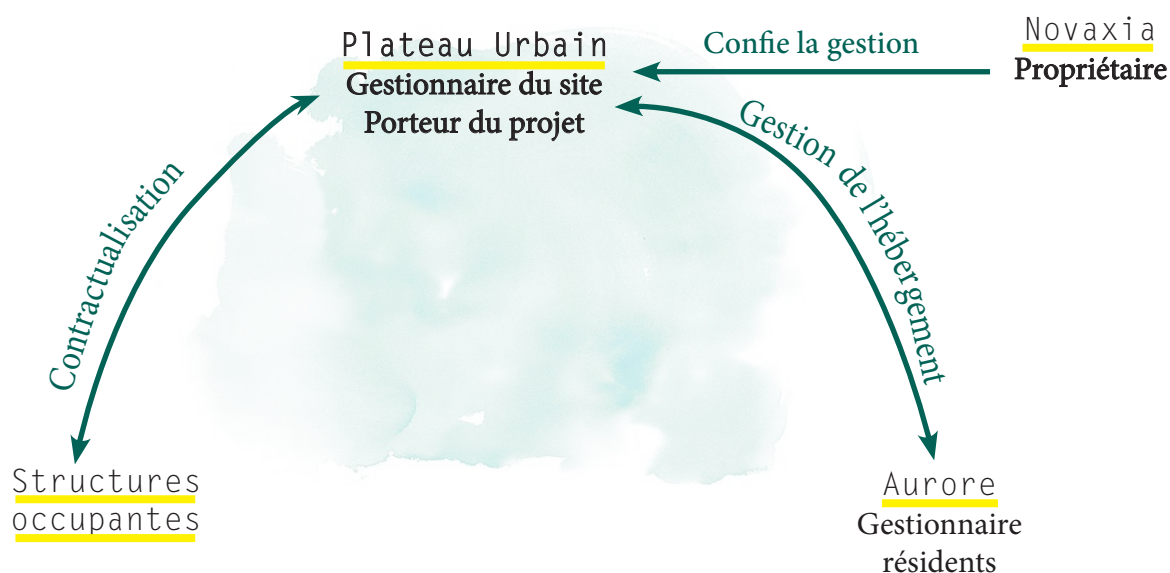 Plateau Urbain
Gestionnaire du site
Porteur du projet
Confie la gestion
Novaxia
Propriétaire
Contractualisation
Gestion de l'hébergement
Structures
occupantes
Aurore
Gestionnaire
résidents